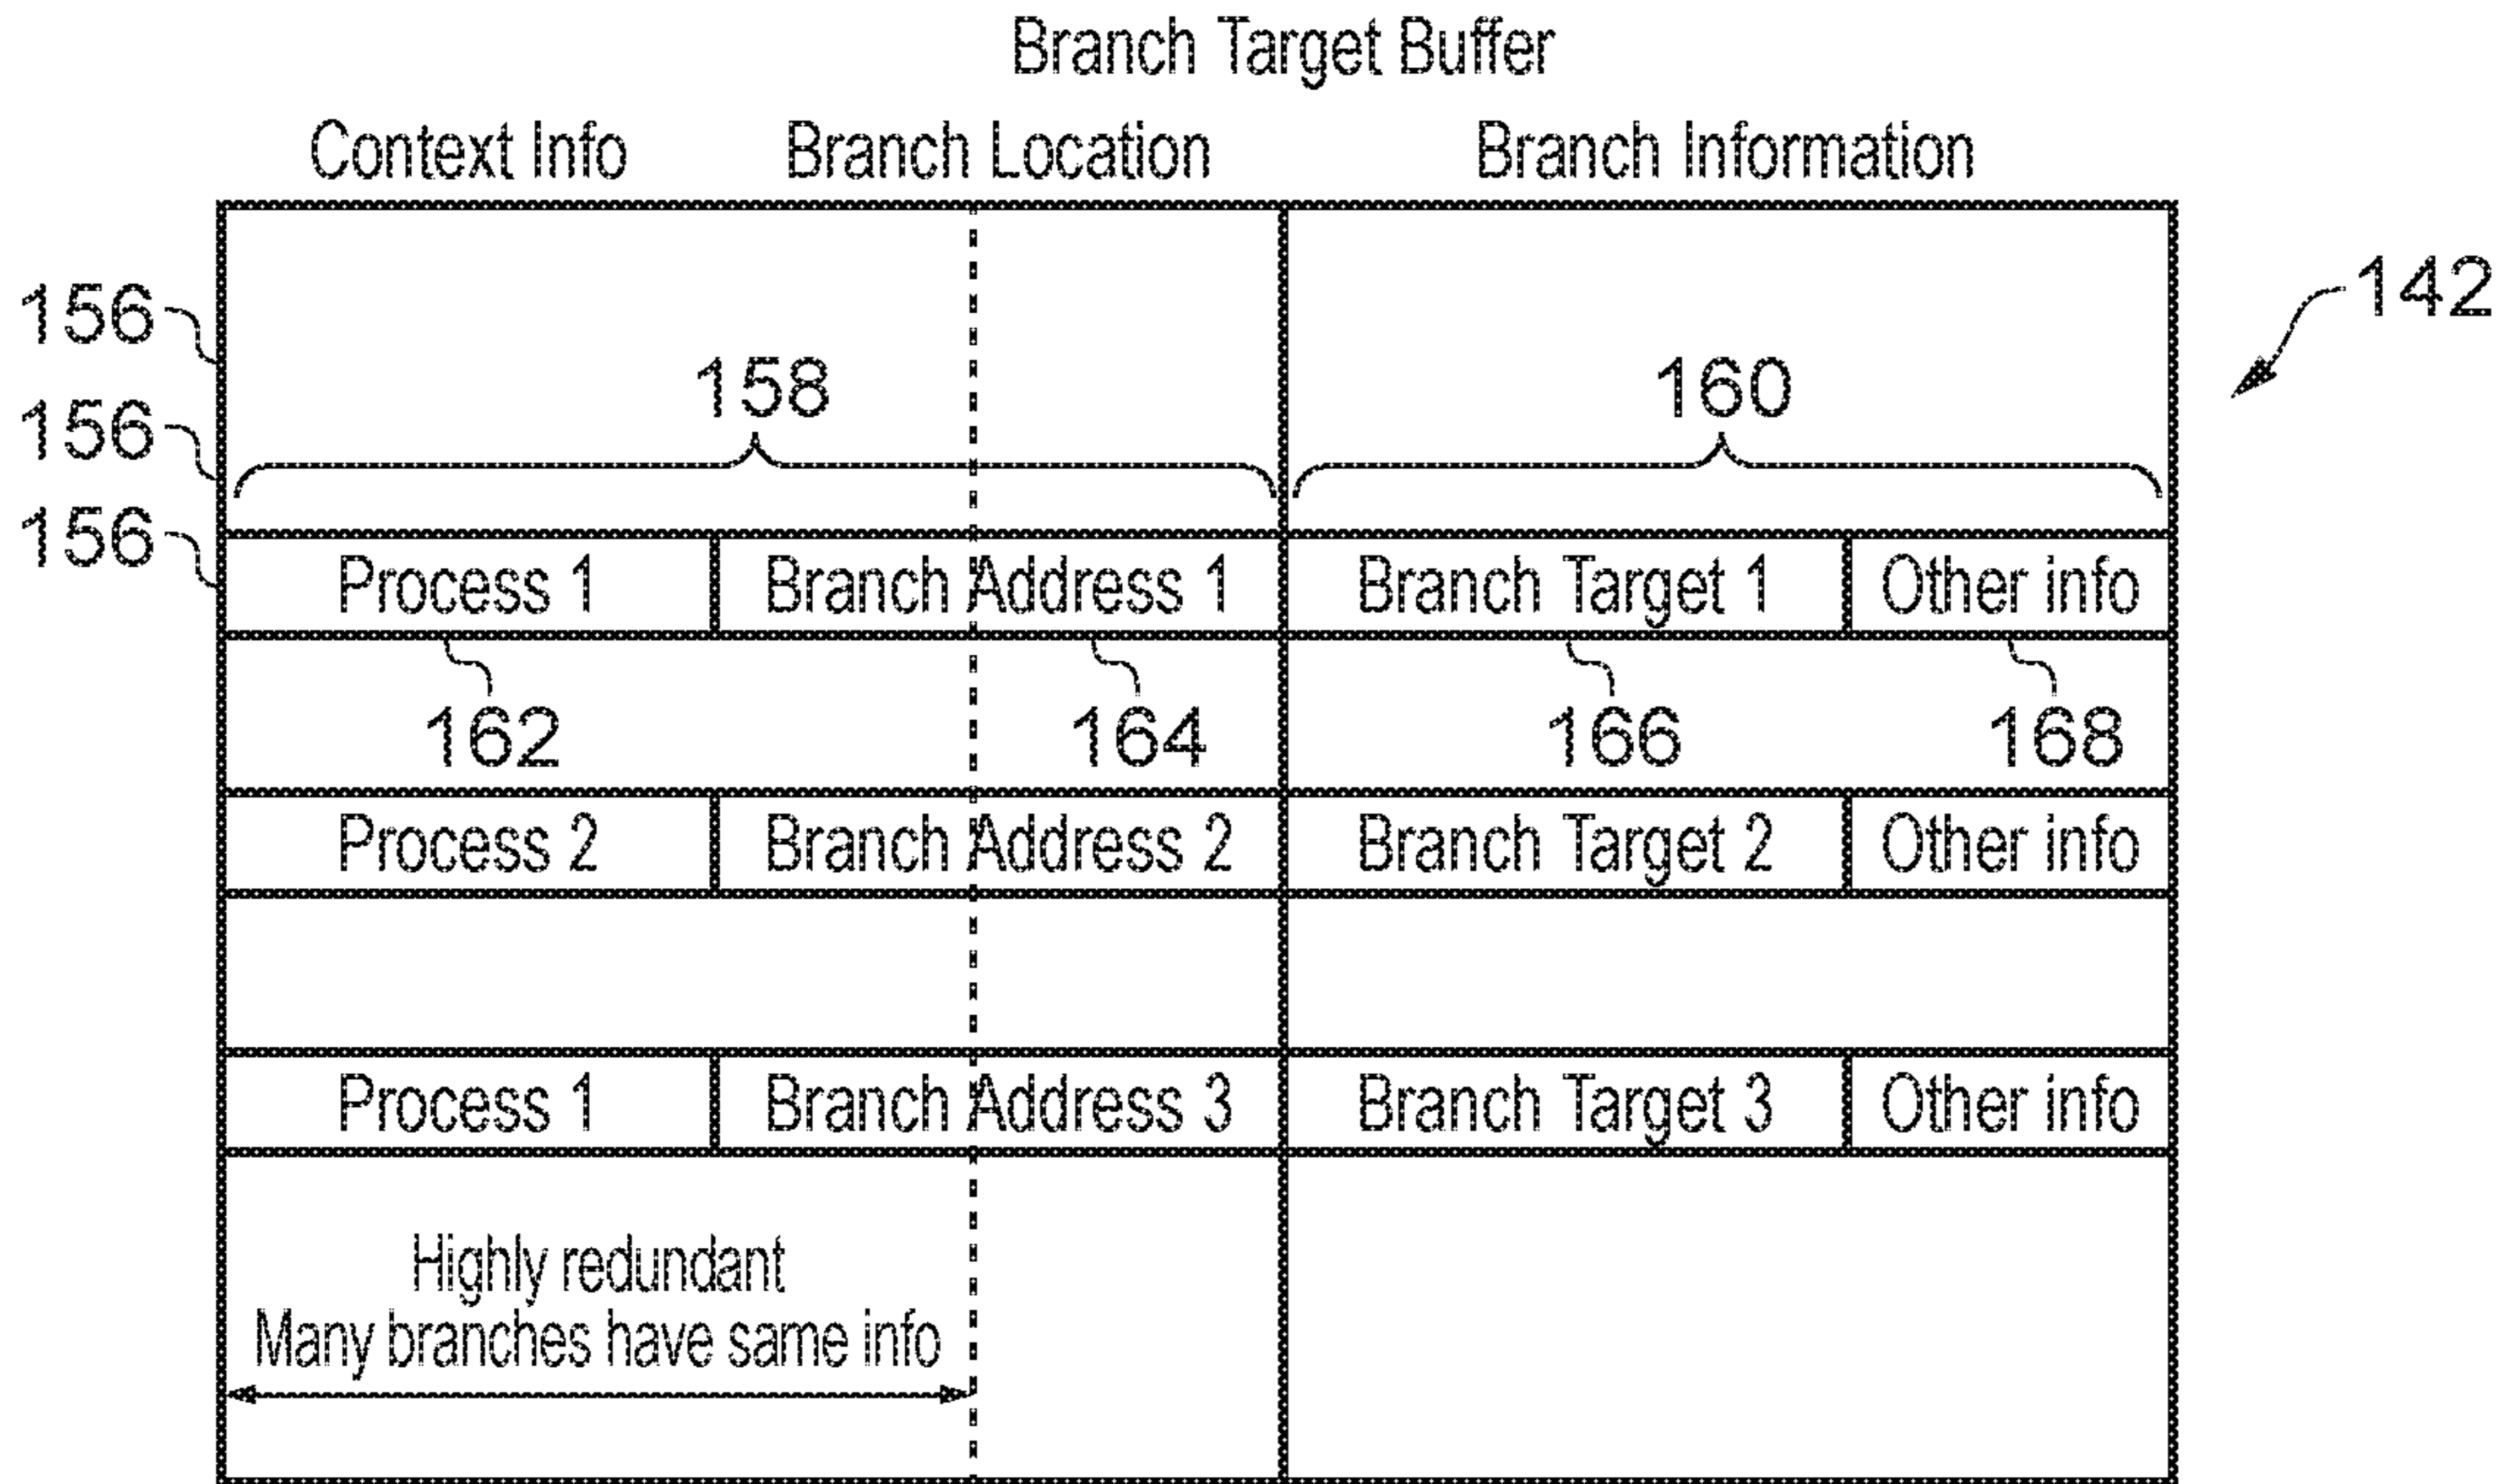 Branch Target Buffer
Context Info Branch Location Branch Information
142
156
158 160
156
156
Process 1 Branch Address 1 Branch Target 1 Other info
162 164 166 168
Process 2 Branch Address 2 Branch Target 2 Other info
Process 1 Branch Address 3 Branch Target 3 Other info
Highly redundant
Many branches have same info